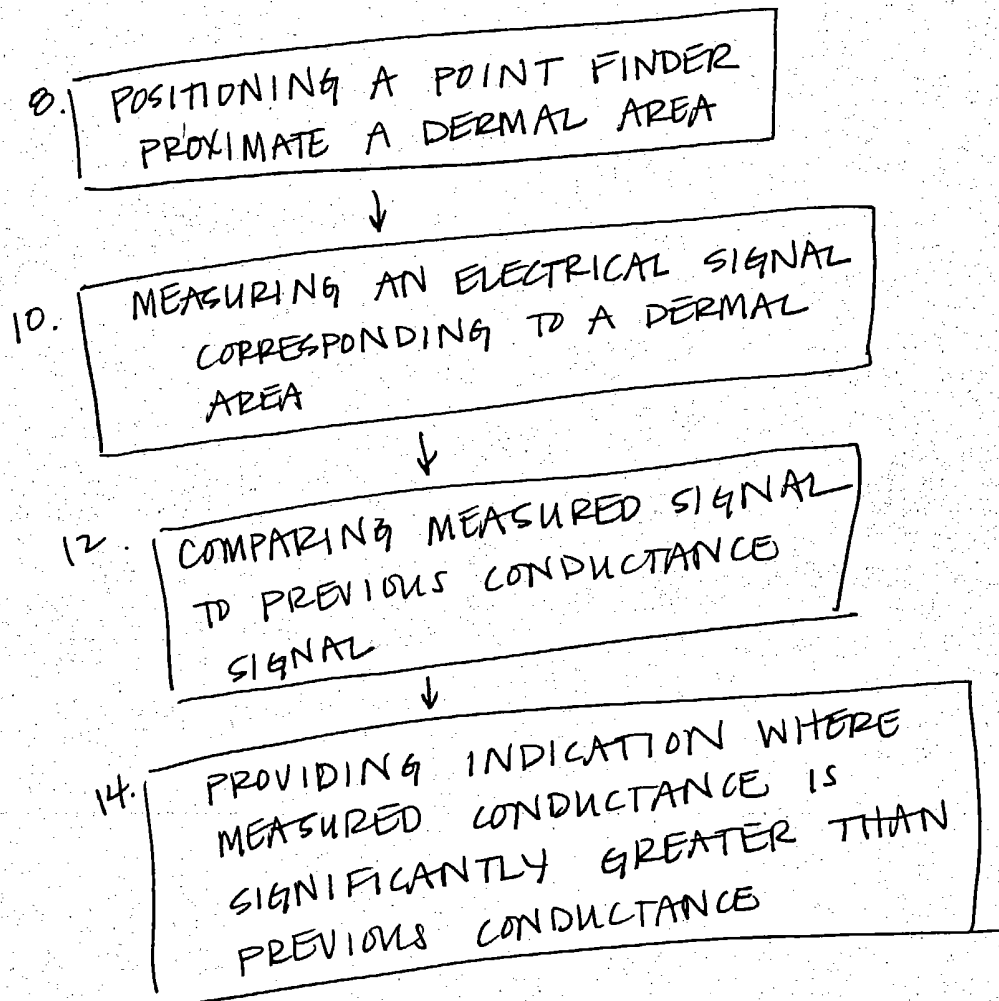 8. POSITIONING A POINT FINDER
PROXIMATE A DERMAL AREA
10. MEASURING AN ELECTRICAL SIGNAL
CORRESPONDING TO A DERMAL
AREA
12. COMPARING MEASURED SIGNAL
TO PREVIOUS CONDUCTANCE
SIGNAL
14. PROVIDING INDICATION WHERE
MEASURED CONDUCTANCE IS
SIGNIFICANTLY GREATER THAN
PREVIOUS CONDUCTANCE